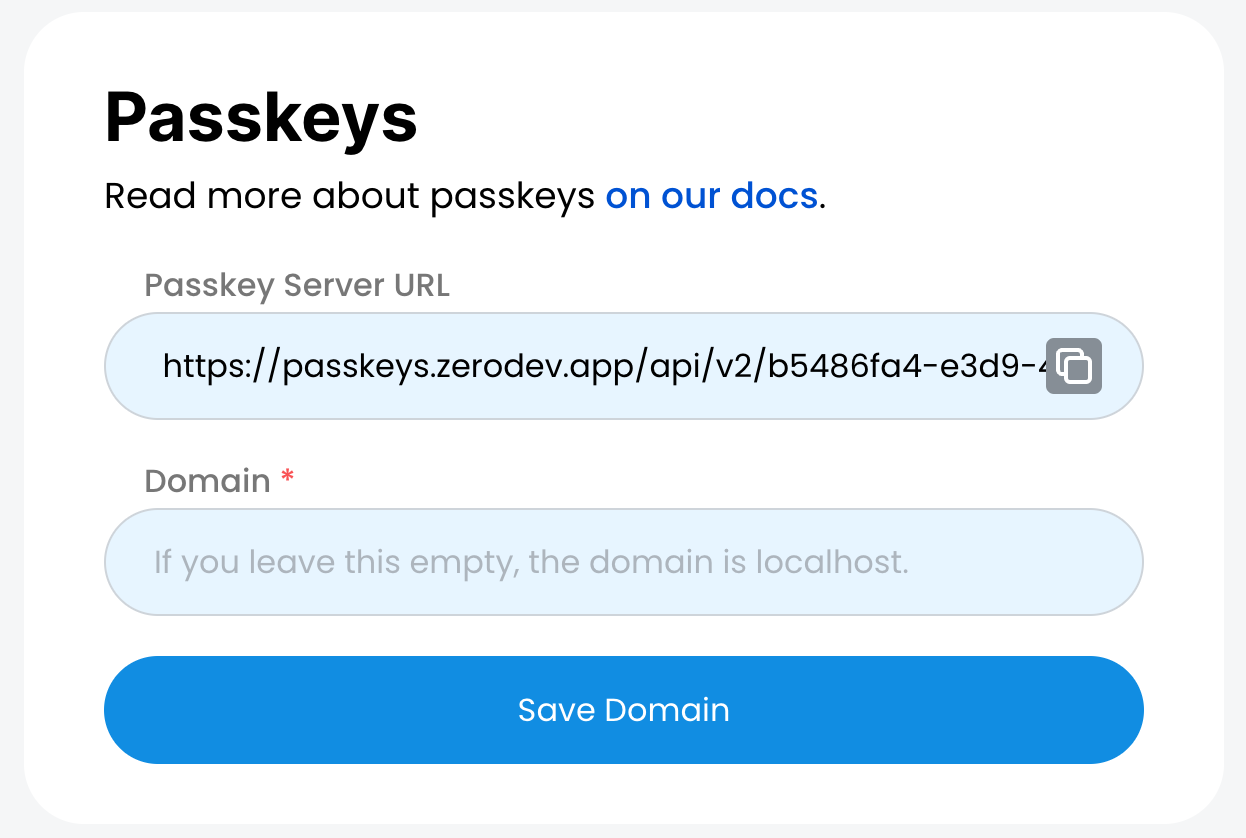 Passkeys
Read more about passkeys on our docs.
Passkey Server URL
https://passkeys.zerodev.app/api/v2/b5486fa4-e3d9-4
Domain *
If you leave this empty, the domain is localhost.
Save Domain